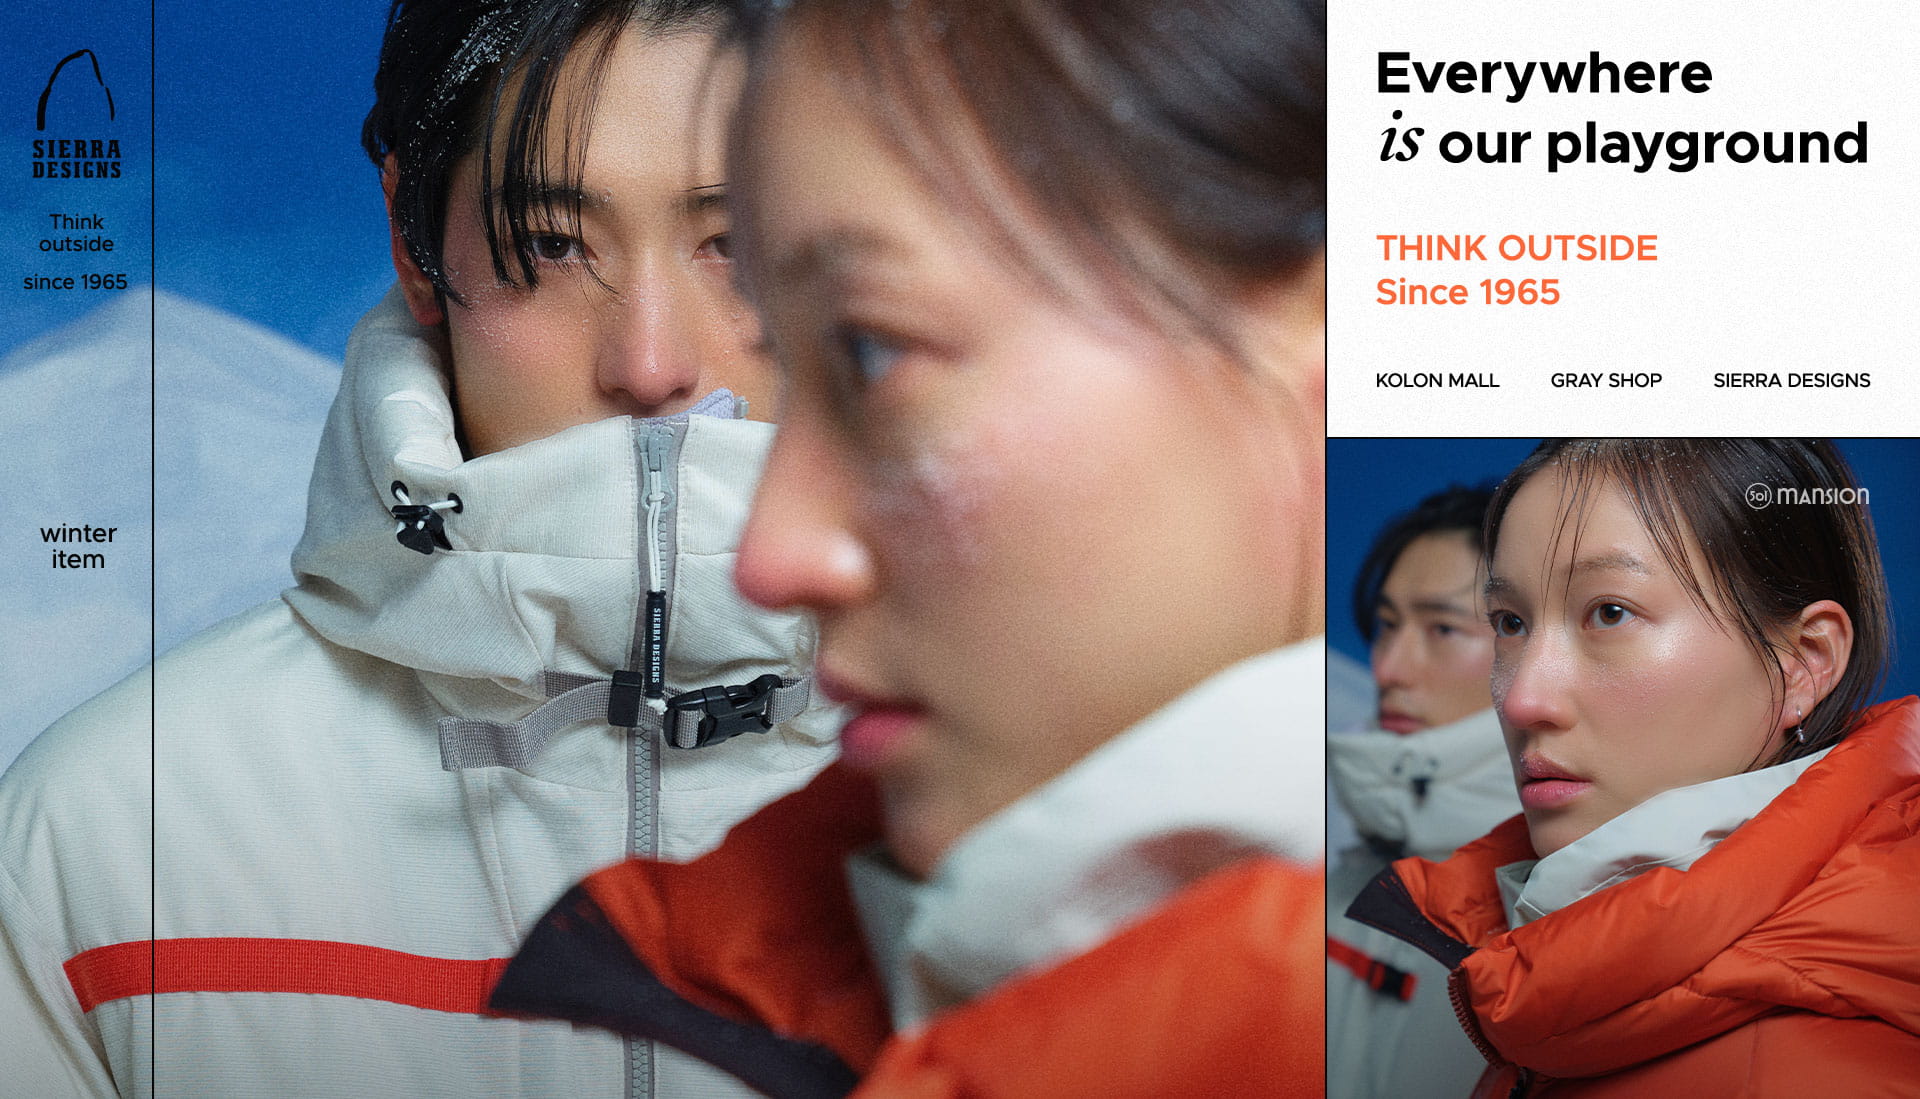 SIERRA
DESIGNS
Think
outside
since 1965
winter
item
SIERRA DESIGNS
Everywhere
is our playground
THINK OUTSIDE
Since 1965
KOLON MALL
GRAY SHOP
SIERRA DESIGNS
501 MANSION